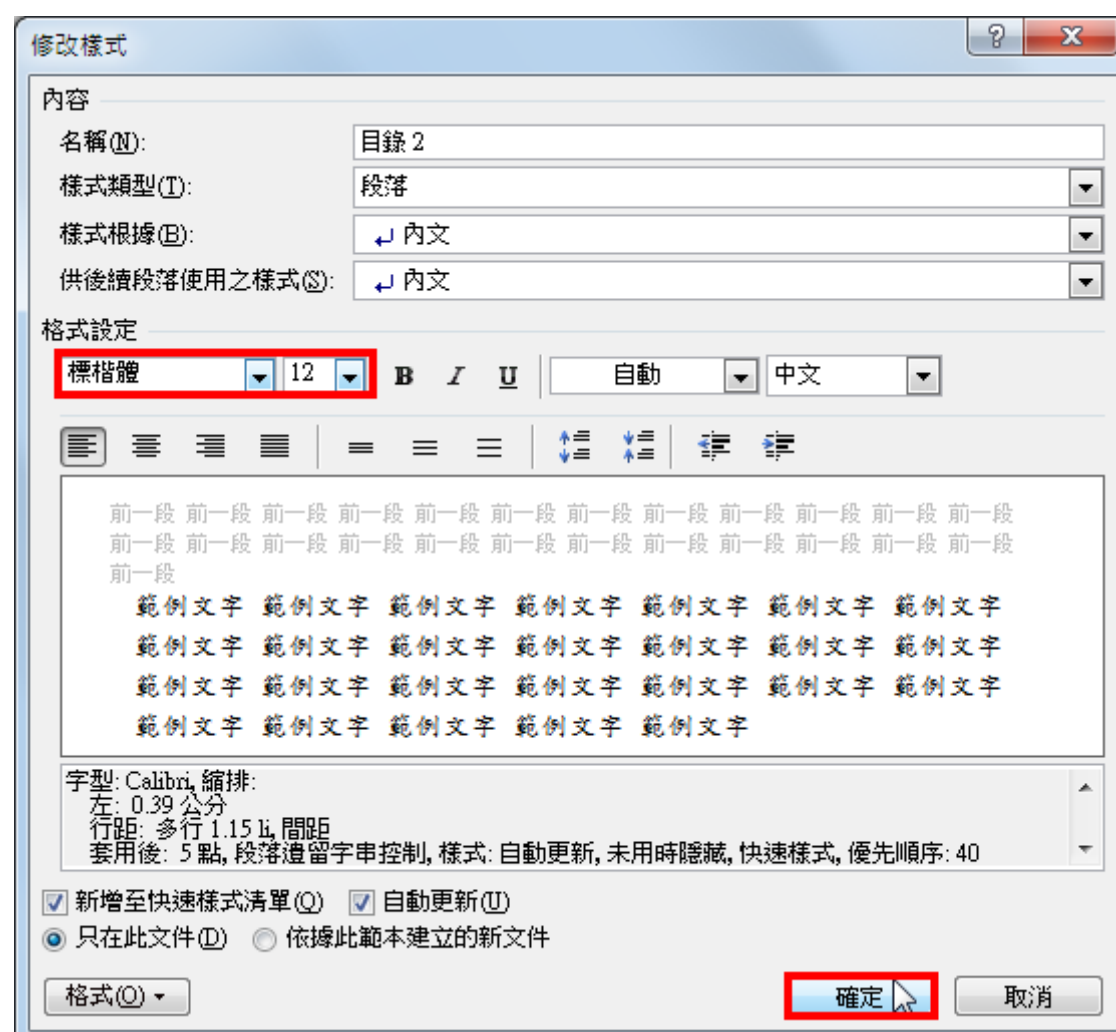 修改樣式
內容
名稱(N): 目錄 2
樣式類型(T): 段落
樣式根據(B): 內文
供後續段落使用之樣式(S): 內文
格式設定
標楷體 12 B I U 自動 中文
前一段 前一段 前一段 前一段 前一段 前一段 前一段 前一段 前一段 前一段 前一段 前一段
前一段 前一段 前一段 前一段 前一段 前一段 前一段 前一段 前一段 前一段 前一段 前一段
前一段
範例文字 範例文字 範例文字 範例文字 範例文字 範例文字 範例文字
範例文字 範例文字 範例文字 範例文字 範例文字 範例文字 範例文字
範例文字 範例文字 範例文字 範例文字 範例文字 範例文字 範例文字
範例文字 範例文字 範例文字 範例文字 範例文字
字型: Calibri, 縮排:
左: 0.39 公分
行距: 多行 1.15 li, 間距
套用後: 5 點, 段落遺留字串控制, 樣式: 自動更新, 未用時隱藏, 快速樣式, 優先順序: 40
新增至快速樣式清單(Q) 自動更新(U)
只在此文件(D) 依據此範本建立的新文件
格式(O) 確定 取消